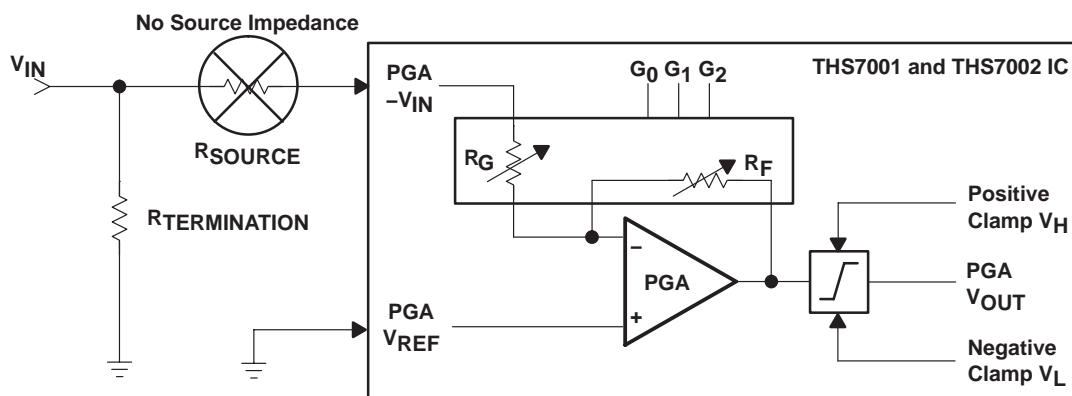 No Source Impedance
VIN
RSOURCE
RTERMINATION
THS7001 and THS7002 IC
PGA
–VIN
G0 G1 G2
RG
RF
–
PGA
+
PGA
VREF
Positive
Clamp VH
PGA
VOUT
Negative
Clamp VL